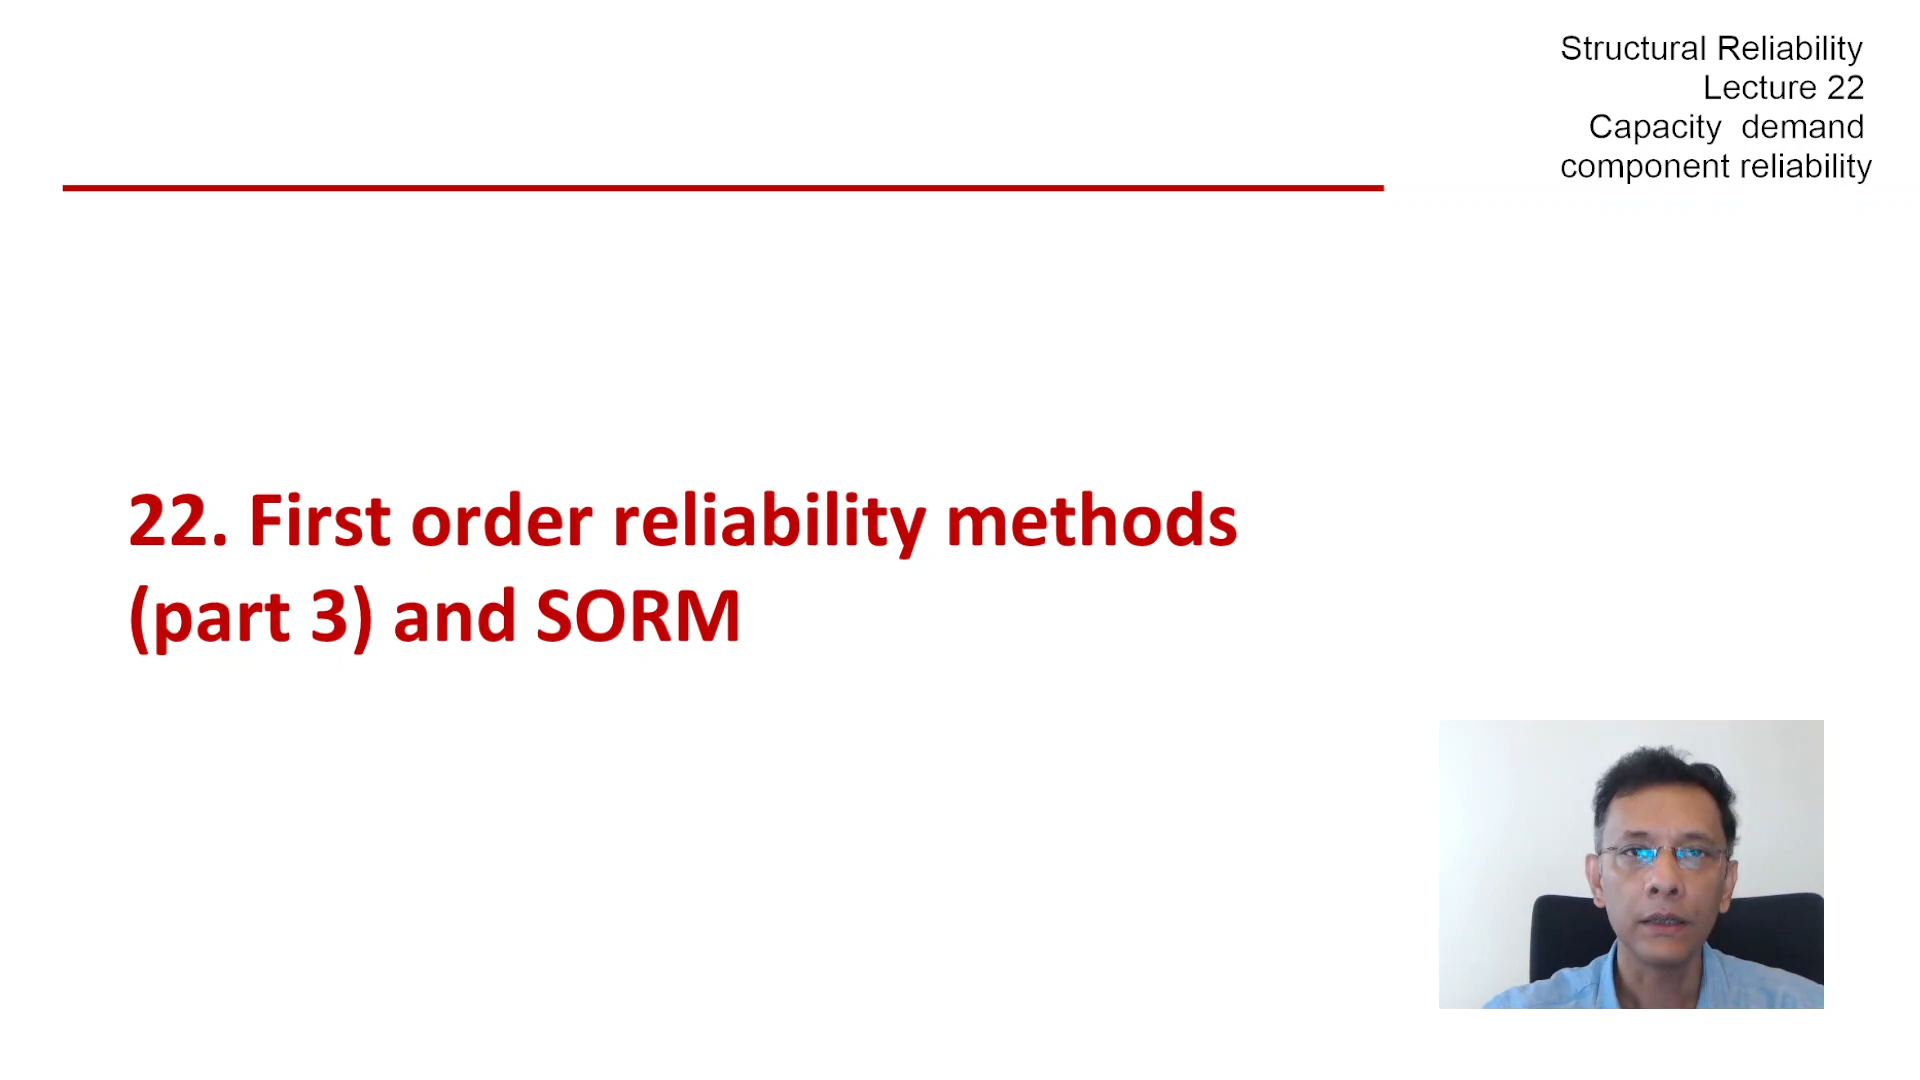 Structural Reliability
Lecture 22
Capacity demand
component reliability
22. First order reliability methods
(part 3) and SORM